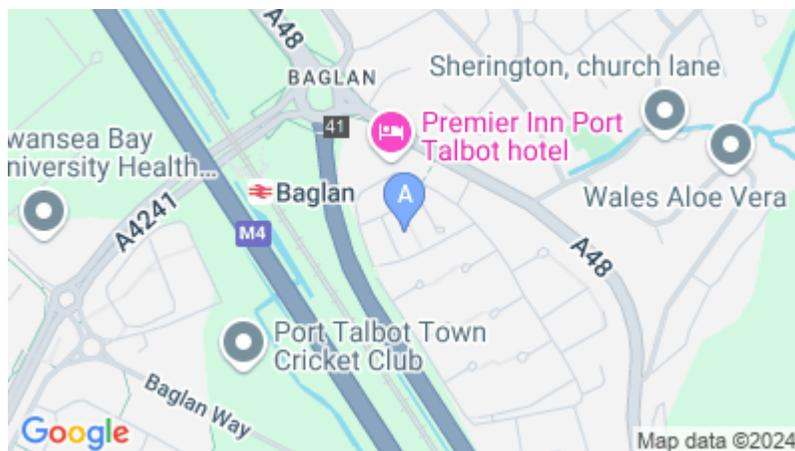 A48
BAGLAN
Sherington, church lane
41
Premier Inn Port
Talbot hotel
wansea Bay
niversity Health...
Baglan
A
Wales Aloe Vera
A4241
M4
A48
Port Talbot Town
Cricket Club
Baglan Way
Google
Map data ©2024